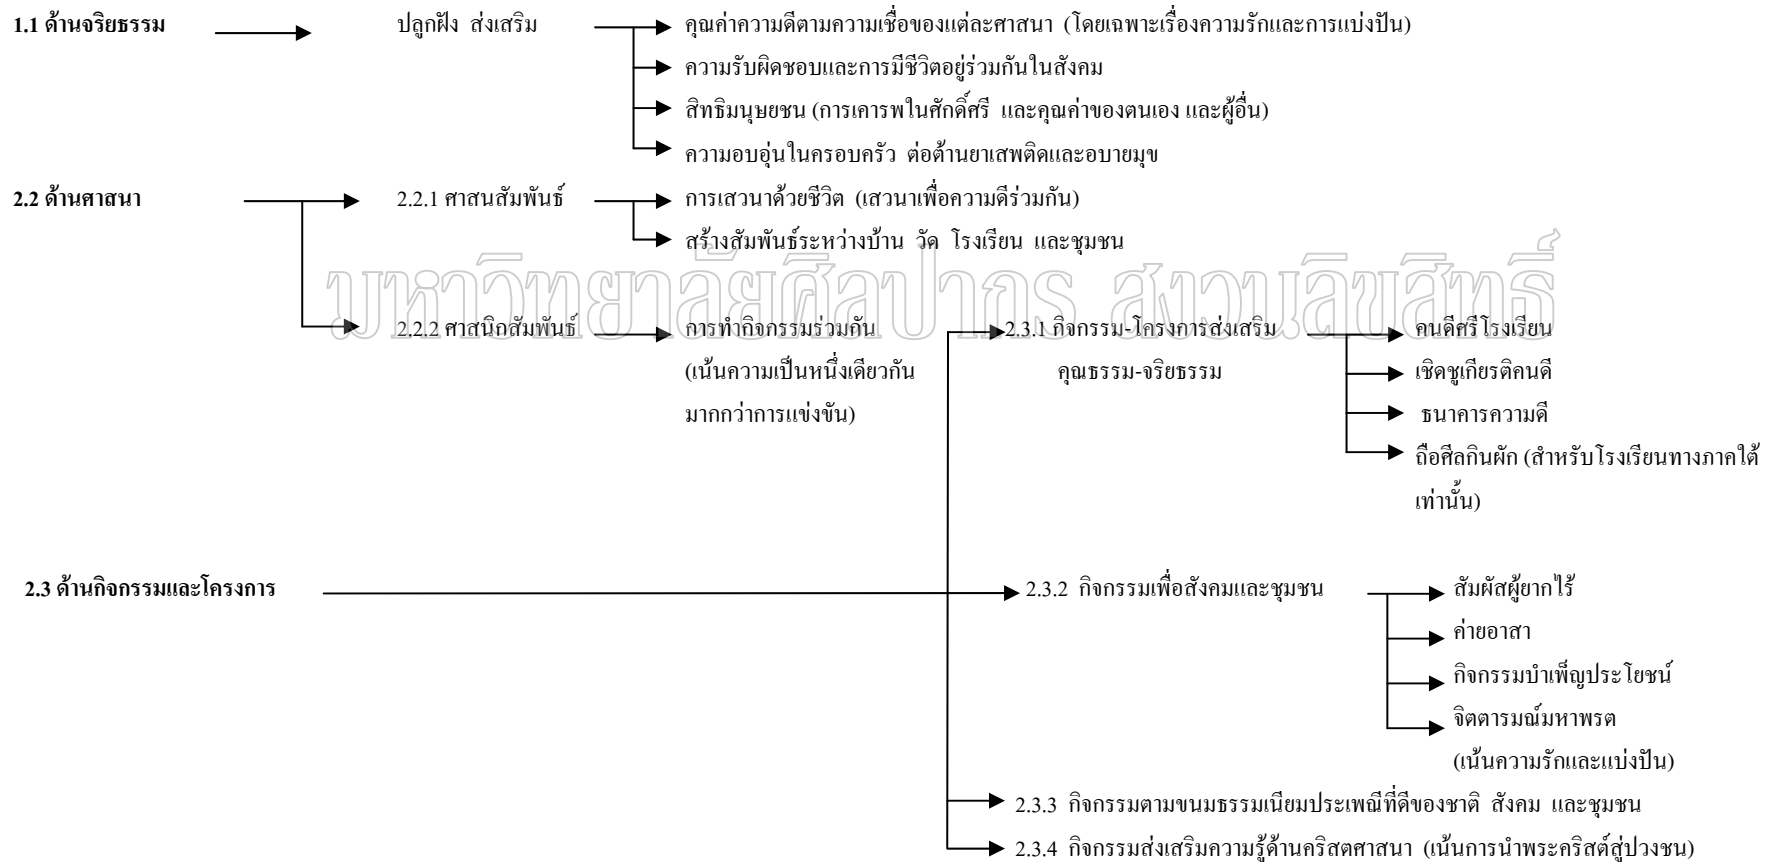 1.1 ด้านจริยธรรม
ปลูกฝัง ส่งเสริม
คุณค่าความดีตามความเชื่อของแต่ละศาสนา (โดยเฉพาะเรื่องความรักและการแบ่งปัน)
ความรับผิดชอบและการมีชีวิตอยู่ร่วมกันในสังคม
สิทธิมนุษยชน (การเคารพในศักดิ์ศรี และคุณค่าของตนเอง และผู้อื่น)
ความอบอุ่นในครอบครัว ต่อต้านยาเสพติดและอบายมุข
2.2 ด้านศาสนา
2.2.1 ศาสนสัมพันธ์
การเสวนาด้วยชีวิต (เสวนาเพื่อความดีร่วมกัน)
สร้างสัมพันธ์ระหว่างบ้าน วัด โรงเรียน และชุมชน
มหาวิทยาลัยศิลปากร สงวนลิขสิทธิ์
2.2.2 ศาสนิกสัมพันธ์
การทำกิจกรรมร่วมกัน
(เน้นความเป็นหนึ่งเดียวกัน
มากกว่าการแข่งขัน)
2.3.1 กิจกรรม-โครงการส่งเสริม
คุณธรรม-จริยธรรม
คนดีศรีโรงเรียน
เชิดชูเกียรติคนดี
ธนาคารความดี
ถือศีลกินผัก (สำหรับโรงเรียนทางภาคใต้
เท่านั้น)
2.3 ด้านกิจกรรมและโครงการ
2.3.2 กิจกรรมเพื่อสังคมและชุมชน
สัมผัสผู้ยากไร้
ค่ายอาสา
กิจกรรมบำเพ็ญประโยชน์
จิตตารมณ์มหาพรต
(เน้นความรักและแบ่งปัน)
2.3.3 กิจกรรมตามขนมธรรมเนียมประเพณีที่ดีของชาติ สังคม และชุมชน
2.3.4 กิจกรรมส่งเสริมความรู้ด้านคริสตศาสนา (เน้นการนำพระคริสต์สู่ปวงชน)